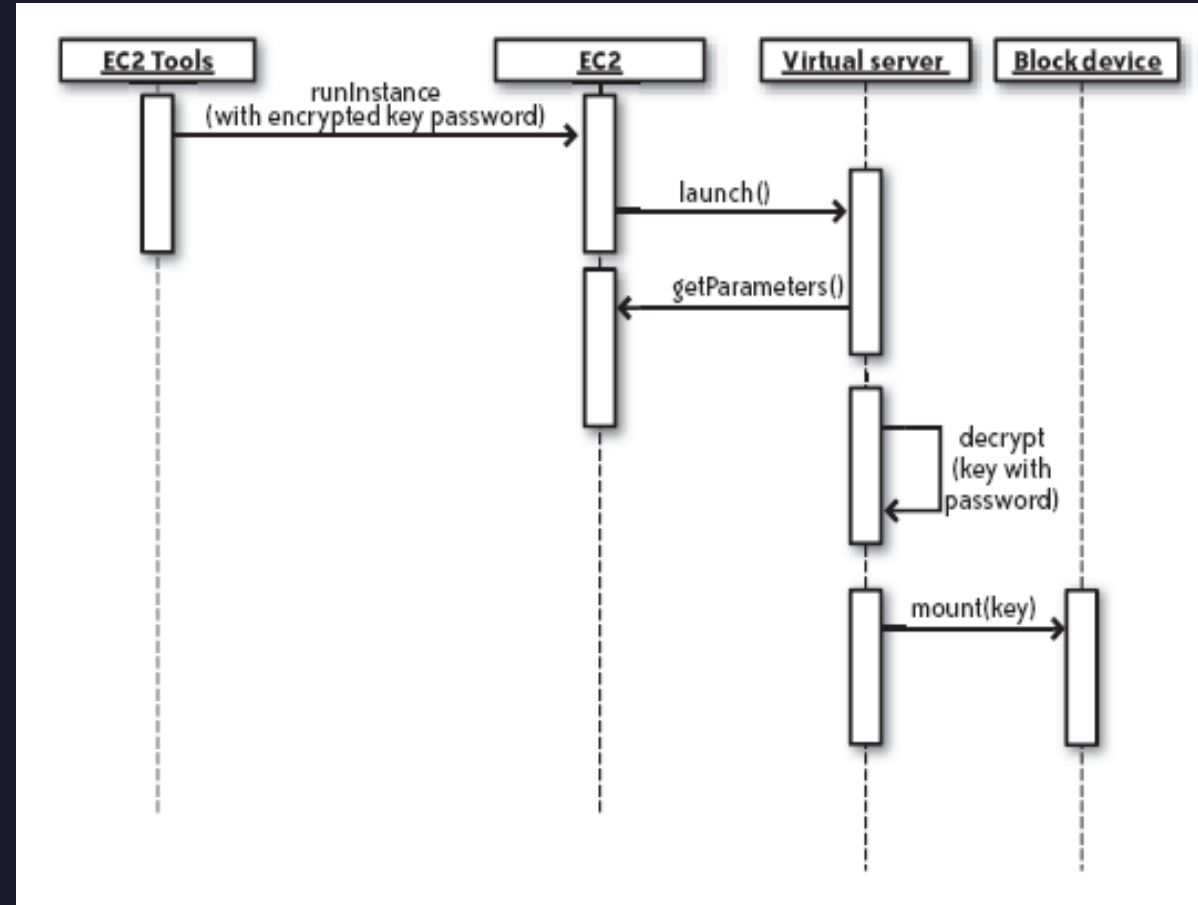 EC2 Tools
EC2
Virtual server
Block device
runInstance
(with encrypted key password)
launch()
getParameters()
decrypt
(key with
password)
mount(key)